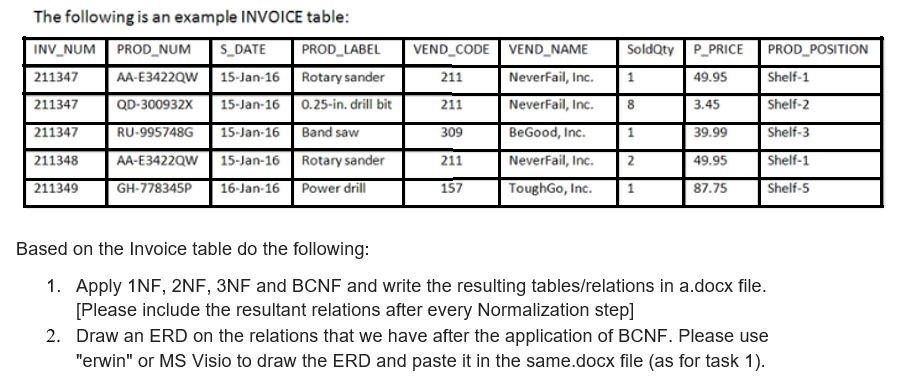 The following is an example INVOICE table:
INV_NUM PROD_NUM S_DATE PROD_LABEL VEND_CODE VEND_NAME SoldQty P_PRICE PROD_POSITION
211347 AA-E3422QW 15-Jan-16 Rotary sander 211 NeverFail, Inc. 1 49.95 Shelf-1
211347 QD-300932X 15-Jan-16 0.25-in. drill bit 211 NeverFail, Inc. 8 3.45 Shelf-2
211347 RU-995748G 15-Jan-16 Band saw 309 BeGood, Inc. 1 39.99 Shelf-3
211348 AA-E3422QW 15-Jan-16 Rotary sander 211 NeverFail, Inc. 2 49.95 Shelf-1
211349 GH-778345P 16-Jan-16 Power drill 157 ToughGo, Inc. 1 87.75 Shelf-5
Based on the Invoice table do the following:
1. Apply 1NF, 2NF, 3NF and BCNF and write the resulting tables/relations in a.docx file.
[Please include the resultant relations after every Normalization step]
2. Draw an ERD on the relations that we have after the application of BCNF. Please use
"erwin" or MS Visio to draw the ERD and paste it in the same.docx file (as for task 1).